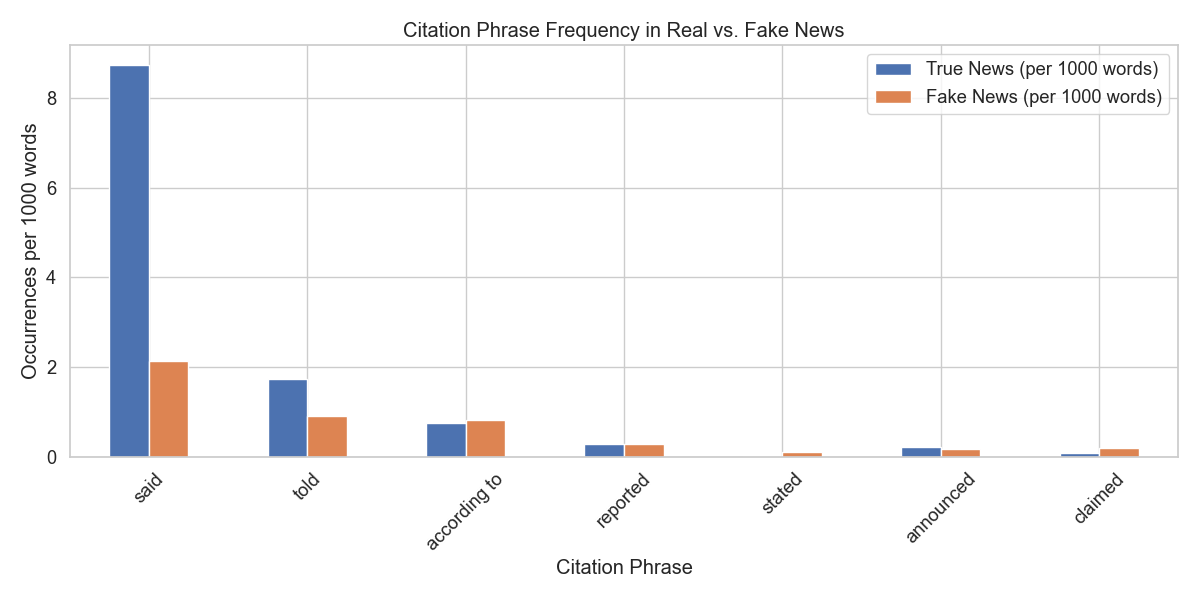 Citation Phrase Frequency in Real vs. Fake News
True News (per 1000 words)
Fake News (per 1000 words)
Occurrences per 1000 words
8
6
4
2
0
said
told
according to
reported
stated
announced
claimed
Citation Phrase